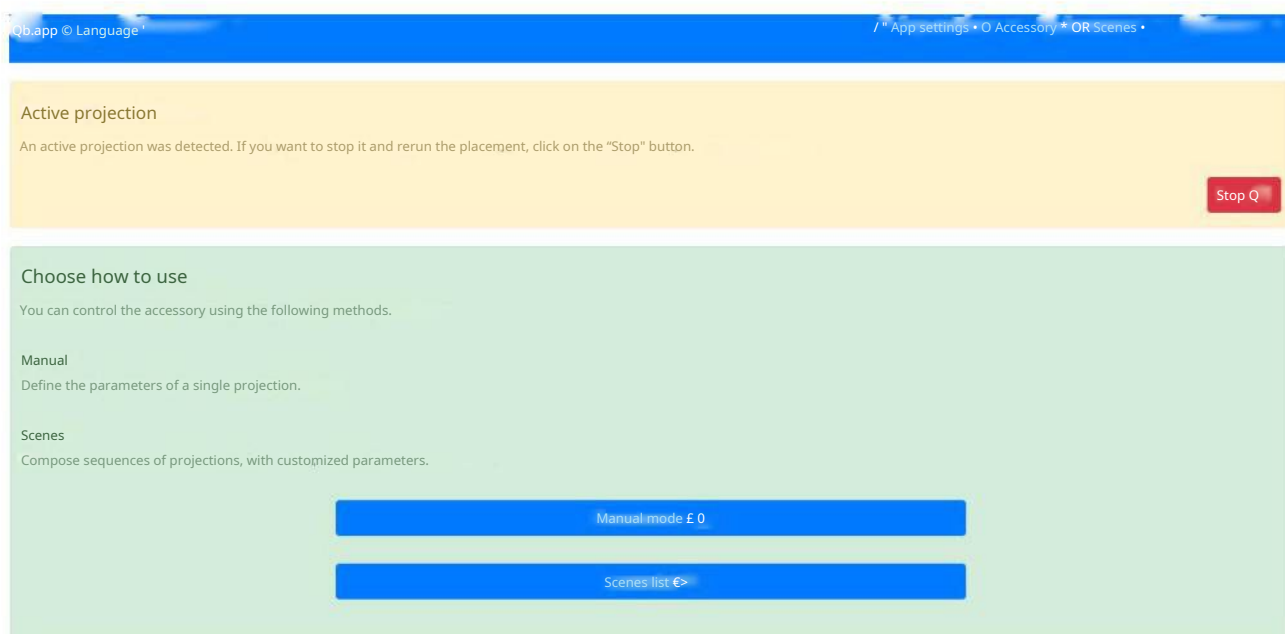 Qb.app © Language '
/ " App settings • O Accessory * OR Scenes •
Active projection
An active projection was detected. If you want to stop it and rerun the placement, click on the “Stop" button.
Stop Q
Choose how to use
You can control the accessory using the following methods.
Manual
Define the parameters of a single projection.
Scenes
Compose sequences of projections, with customized parameters.
Manual mode £ 0
Scenes list €>